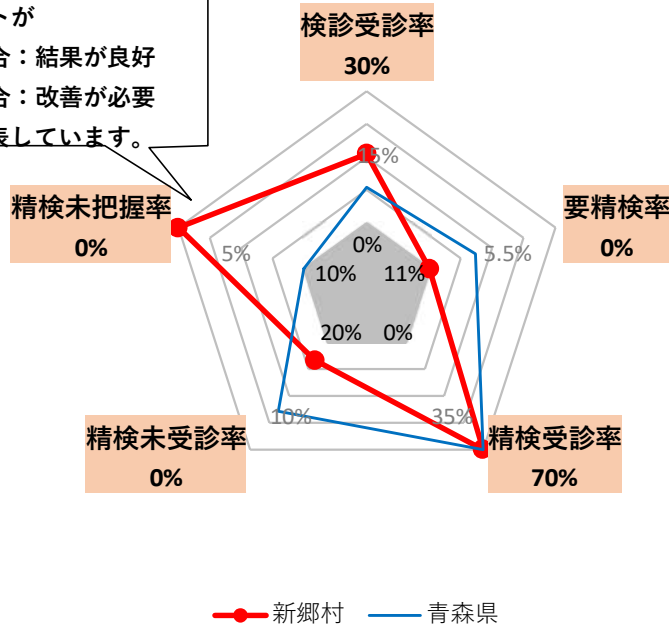 トが
合：結果が良好
合：改善が必要
表しています。
検診受診率
30%
15%
0%
精検未把握率
0%
5%
10%
11%
5.5%
要精検率
0%
20%
0%
10%
35%
精検未受診率
0%
精検受診率
70%
新郷村
青森県